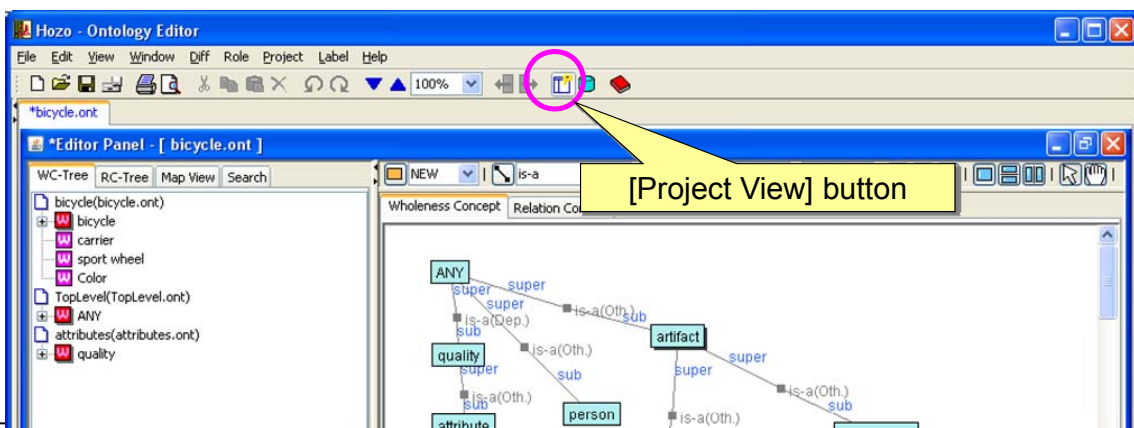 Hozo - Ontology Editor
File Edit View Window Diff Role Project Label Help
100%
*bicycle.ont
*Editor Panel - [ bicycle.ont ]
WC-Tree RC-Tree Map View Search
NEW is-a
[Project View] button
Wholeness Concept Relation Co
bicycle(bicycle.ont)
W bicycle
W carrier
W sport wheel
W Color
TopLevel(TopLevel.ont)
W ANY
attributes(attributes.ont)
W quality
ANY
super super
super
is-a(Oth.)
sub
is-a(Dep.)
sub
artifact
quality
is-a(Oth.)
super
super
super
sub
is-a(Oth.)
is-a(Oth.)
sub
sub
person
is-a(Oth.)
attribute